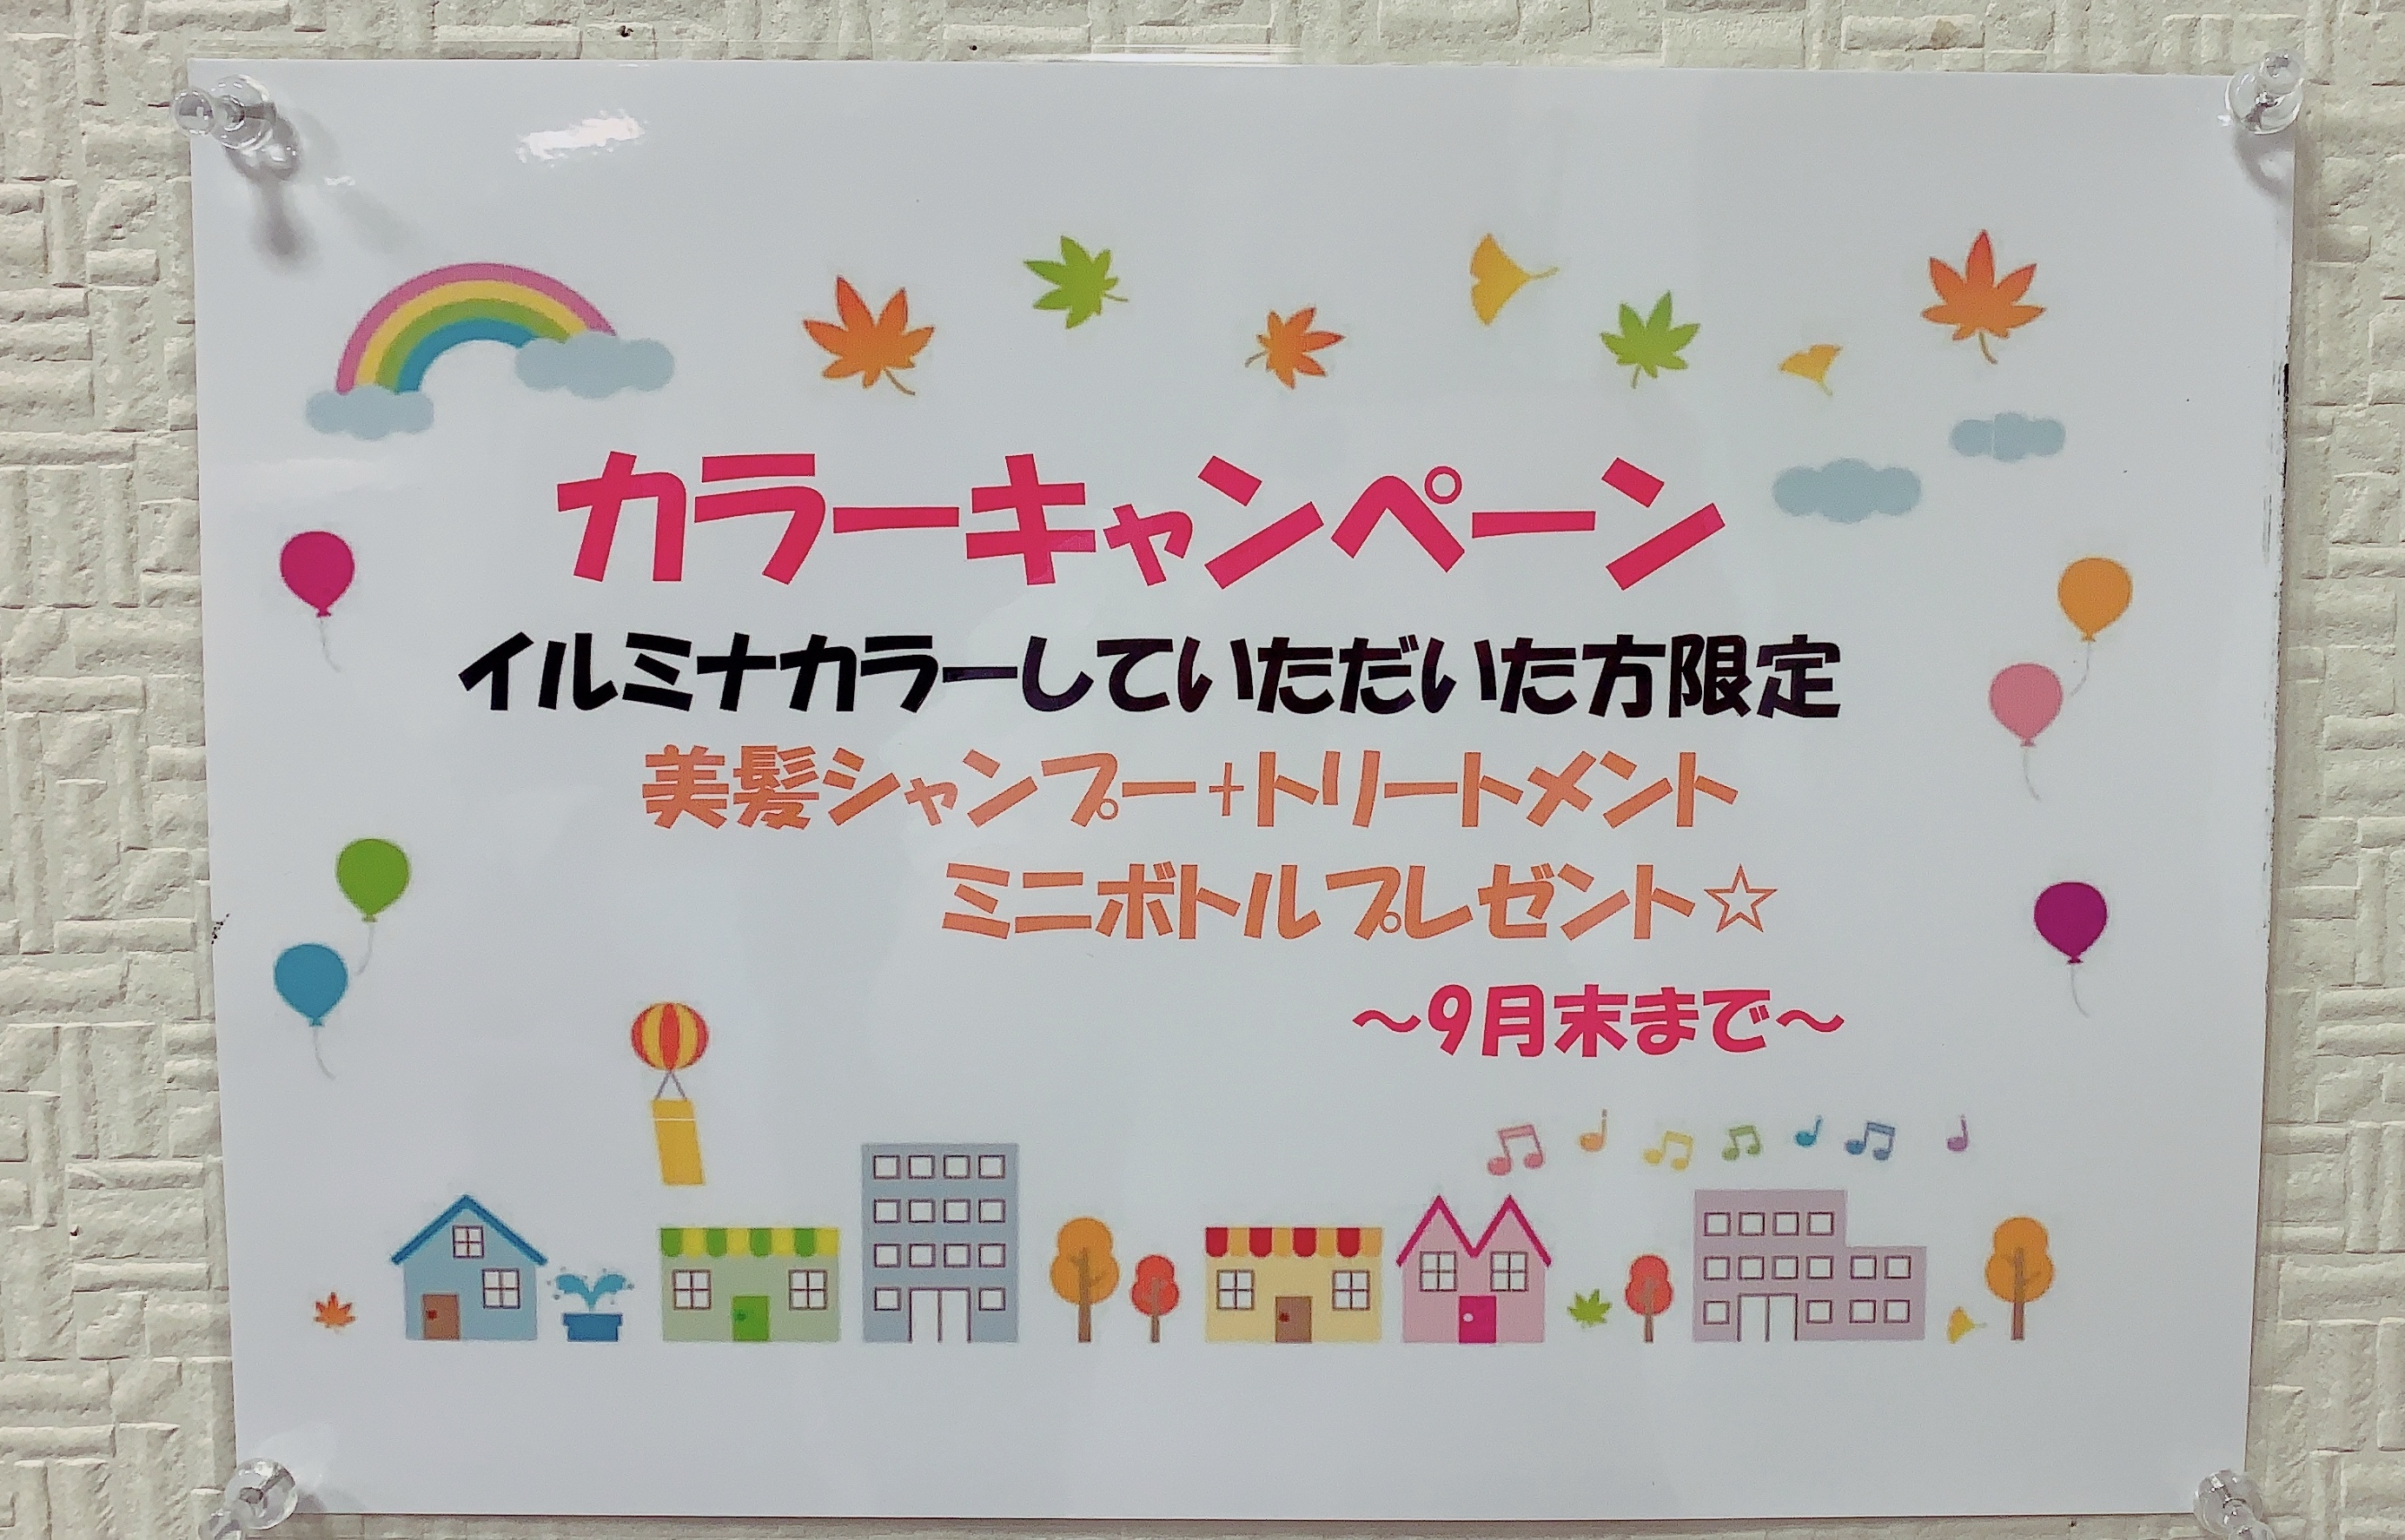 カラーキャンペーン
イルミナカラーしていただいた方限定
美髪シャンプー+トリートメント
ミニボトルプレゼント☆
～9月末まで～